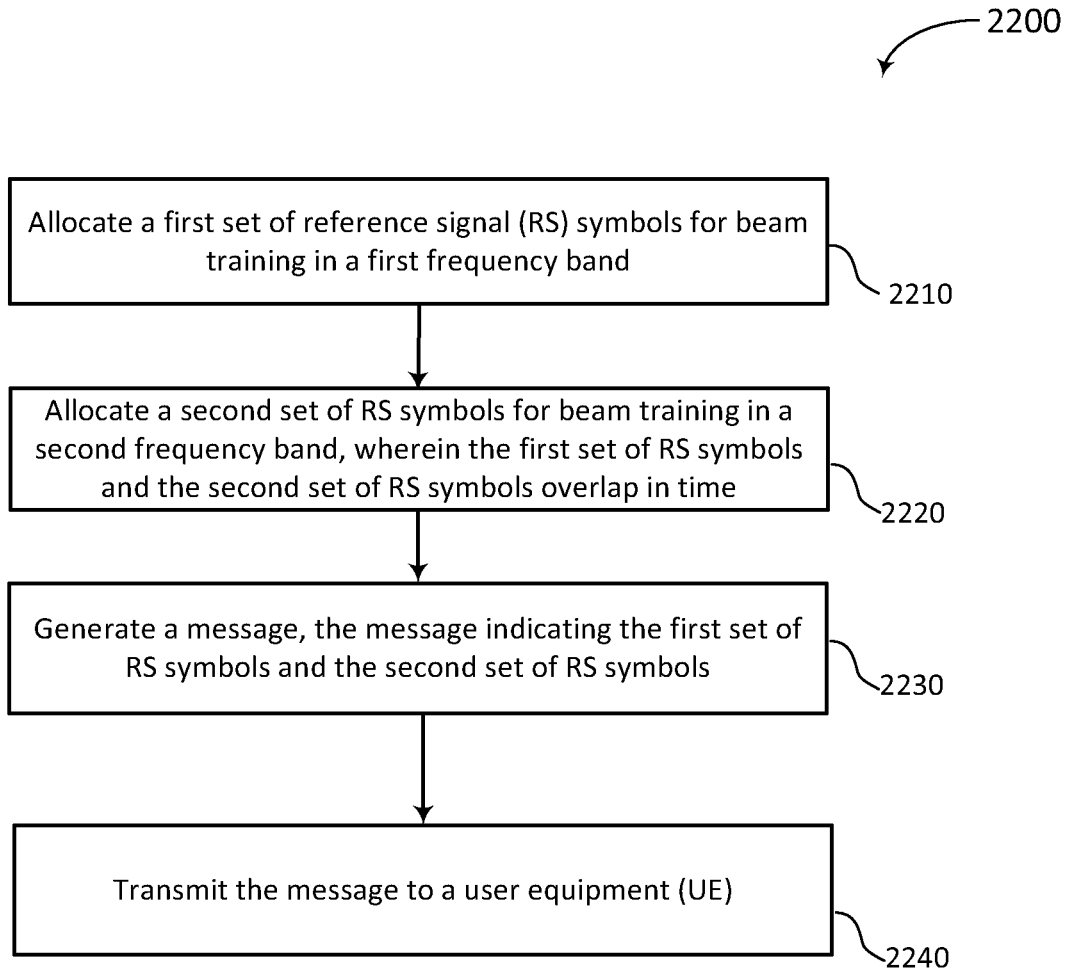 2200
Allocate a first set of reference signal (RS) symbols for beam
training in a first frequency band
2210
Allocate a second set of RS symbols for beam training in a
second frequency band, wherein the first set of RS symbols
and the second set of RS symbols overlap in time
2220
Generate a message, the message indicating the first set of
RS symbols and the second set of RS symbols
2230
Transmit the message to a user equipment (UE)
2240